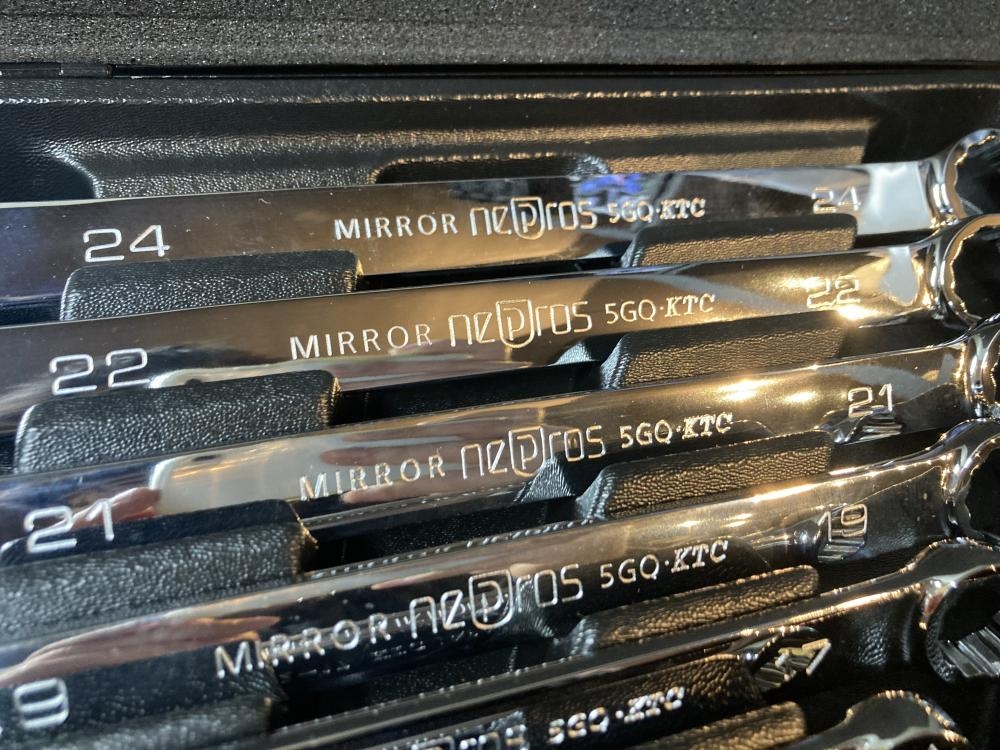 24 MIRROR nepros 5GQ·KTC 24
22 MIRROR nepros 5GQ·KTC 22
21 MIRROR nepros 5GQ·KTC 21
9 MIRROR nepros 5GQ·KTC 19
5GQ·KTC